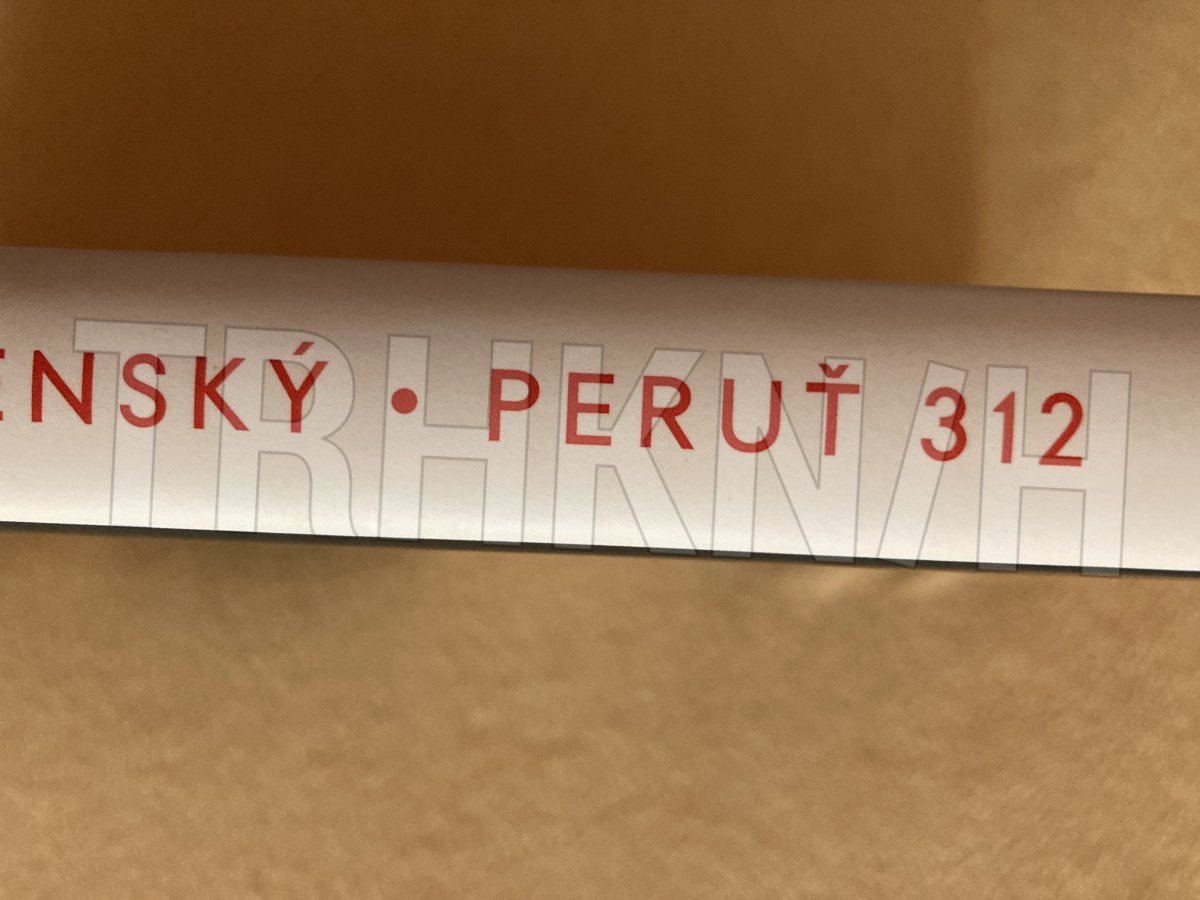 ENSKÝ • PERUŤ 312
TRHKNIH